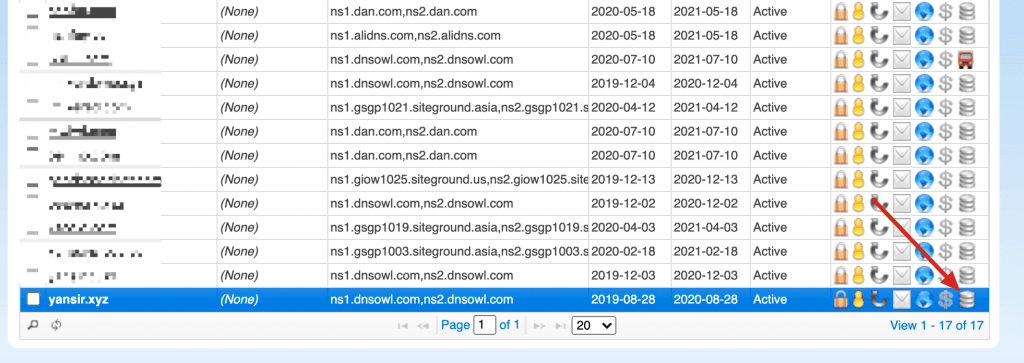 (None) ns1.dan.com,ns2.dan.com 2020-05-18 2021-05-18 Active
(None) ns1.alidns.com,ns2.alidns.com 2020-05-18 2021-05-18 Active
(None) ns1.dnsowl.com,ns2.dnsowl.com 2020-07-10 2021-07-10 Active
(None) ns1.dnsowl.com,ns2.dnsowl.com 2019-12-04 2020-12-04 Active
(None) ns1.gsgp1021.siteground.asia,ns2.gsgp1021.s 2020-04-12 2021-04-12 Active
(None) ns1.dan.com,ns2.dan.com 2020-07-10 2021-07-10 Active
(None) ns1.dan.com,ns2.dan.com 2020-07-10 2021-07-10 Active
(None) ns1.giow1025.siteground.us,ns2.giow1025.site 2019-12-13 2020-12-13 Active
(None) ns1.dnsowl.com,ns2.dnsowl.com 2019-12-02 2020-12-02 Active
(None) ns1.gsgp1019.siteground.asia,ns2.gsgp1019.s 2020-04-03 2021-04-03 Active
(None) ns1.gsgp1003.siteground.asia,ns2.gsgp1003.s 2020-02-18 2021-02-18 Active
(None) ns1.dnsowl.com,ns2.dnsowl.com 2019-12-03 2020-12-03 Active
yansir.xyz (None) ns1.dnsowl.com,ns2.dnsowl.com 2019-08-28 2020-08-28 Active
Page 1 of 1 20 View 1 - 17 of 17